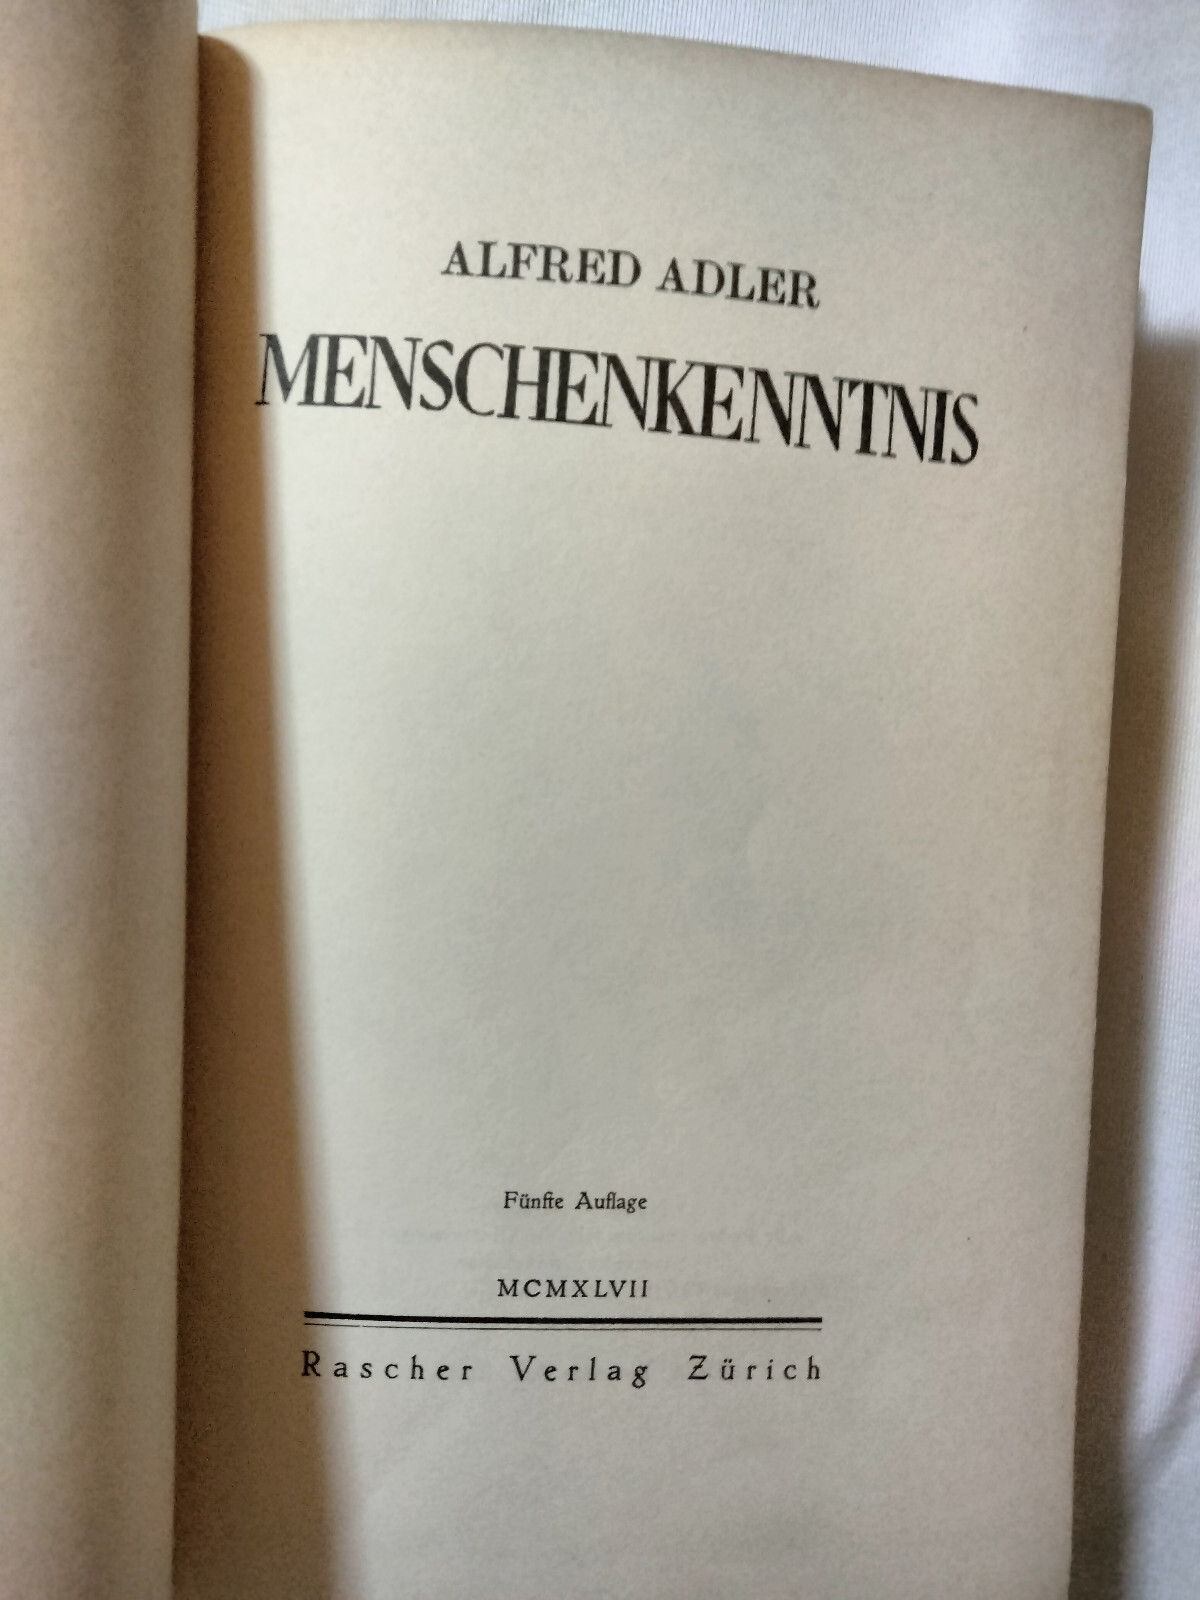 ALFRED ADLER
MENSCHENKENNTNIS
Fünfte Auflage
MCMXLVII
Rascher Verlag Zürich